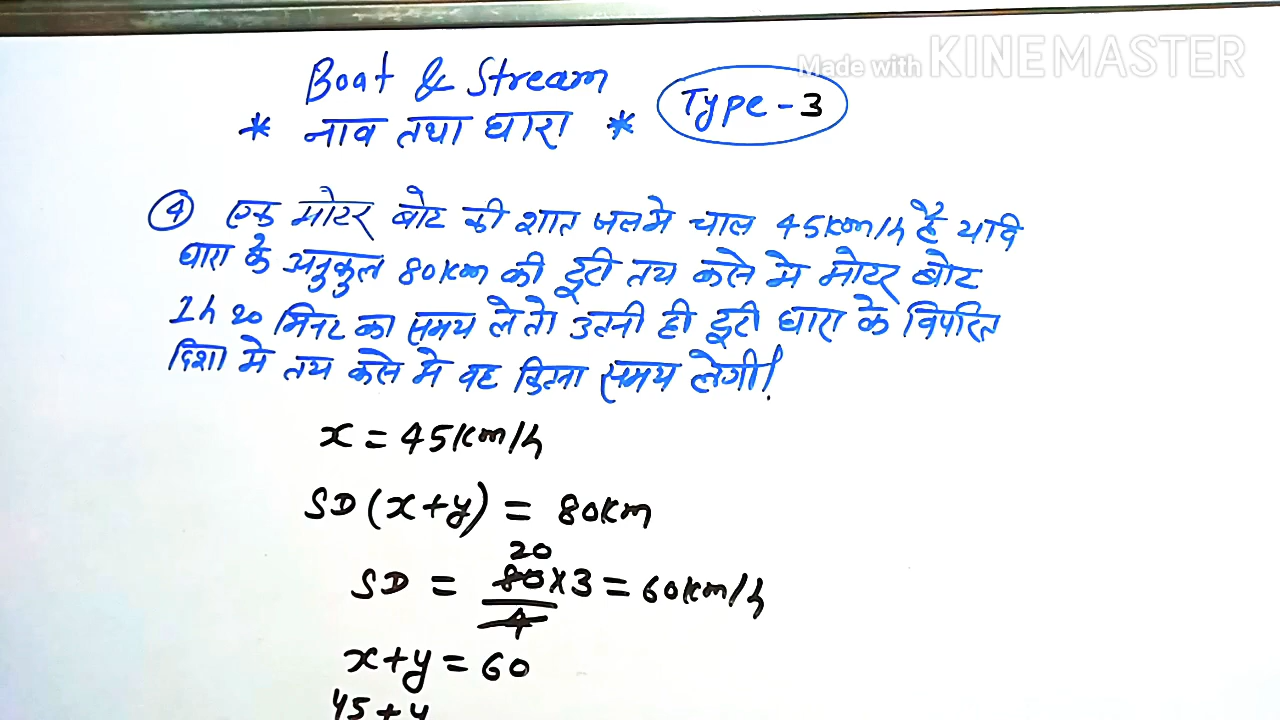 Made with KINEMASTER
Boat & Stream
* नाव तथा धारा * Type-3
④ एक मोटर बोट की शात जलमे चाल 45km/h है यदि
धारा के अनुकुल 80km की दूरी तय करने मे मोटर बोट
1h 20 मिनट का समय ले तो उतनी ही दूरी धारा के विपरित
दिशा मे तय करने मे वह कितना समय लेगी!
x = 45km/h
SD(x+y) = 80km
20
SD = 80×3/4 = 60km/h
x+y = 60
45+y